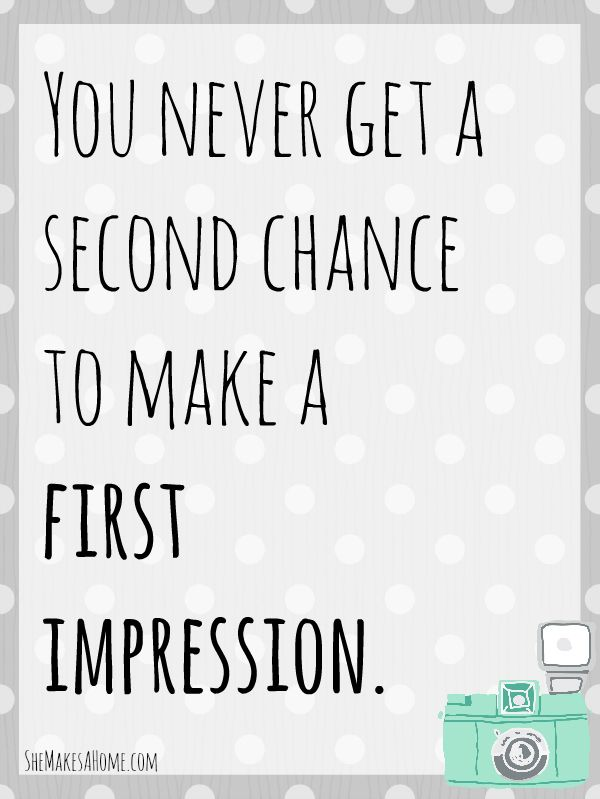 You never get a
second chance
to make a
first
impression.
SheMakesAHome.com